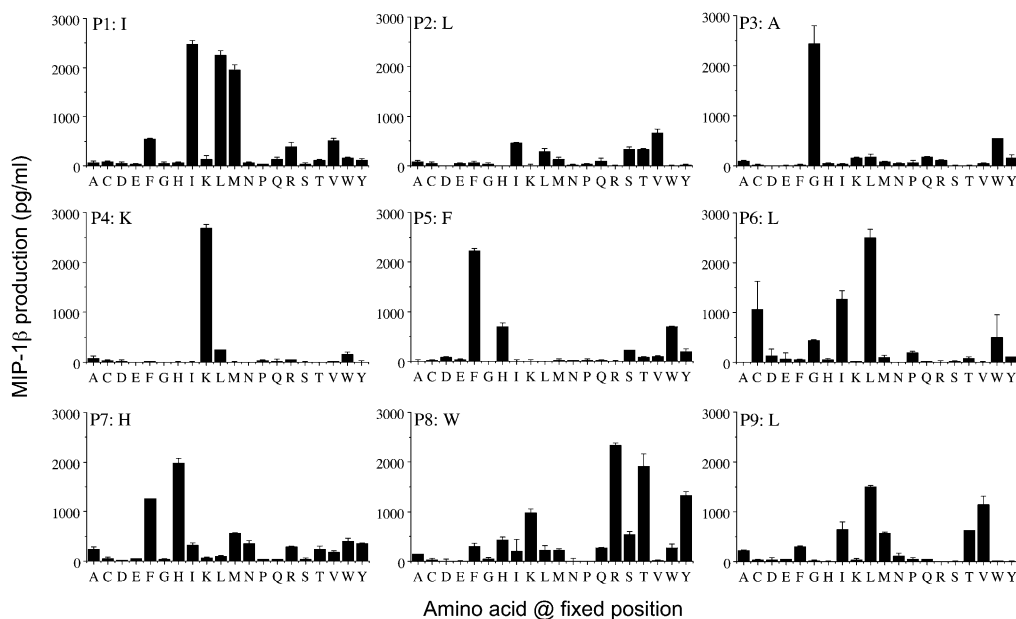 P1: I
P2: L
P3: A
3000
2000
1000
0
A C D E F G H I K L M N P Q R S T V W Y
3000
2000
1000
0
A C D E F G H I K L M N P Q R S T V W Y
3000
2000
1000
0
A C D E F G H I K L M N P Q R S T V W Y
MIP-1β production (pg/ml)
P4: K
P5: F
P6: L
3000
2000
1000
0
A C D E F G H I K L M N P Q R S T V W Y
3000
2000
1000
0
A C D E F G H I K L M N P Q R S T V W Y
3000
2000
1000
0
A C D E F G H I K L M N P Q R S T V W Y
P7: H
P8: W
P9: L
3000
2000
1000
0
A C D E F G H I K L M N P Q R S T V W Y
3000
2000
1000
0
A C D E F G H I K L M N P Q R S T V W Y
3000
2000
1000
0
A C D E F G H I K L M N P Q R S T V W Y
Amino acid @ fixed position